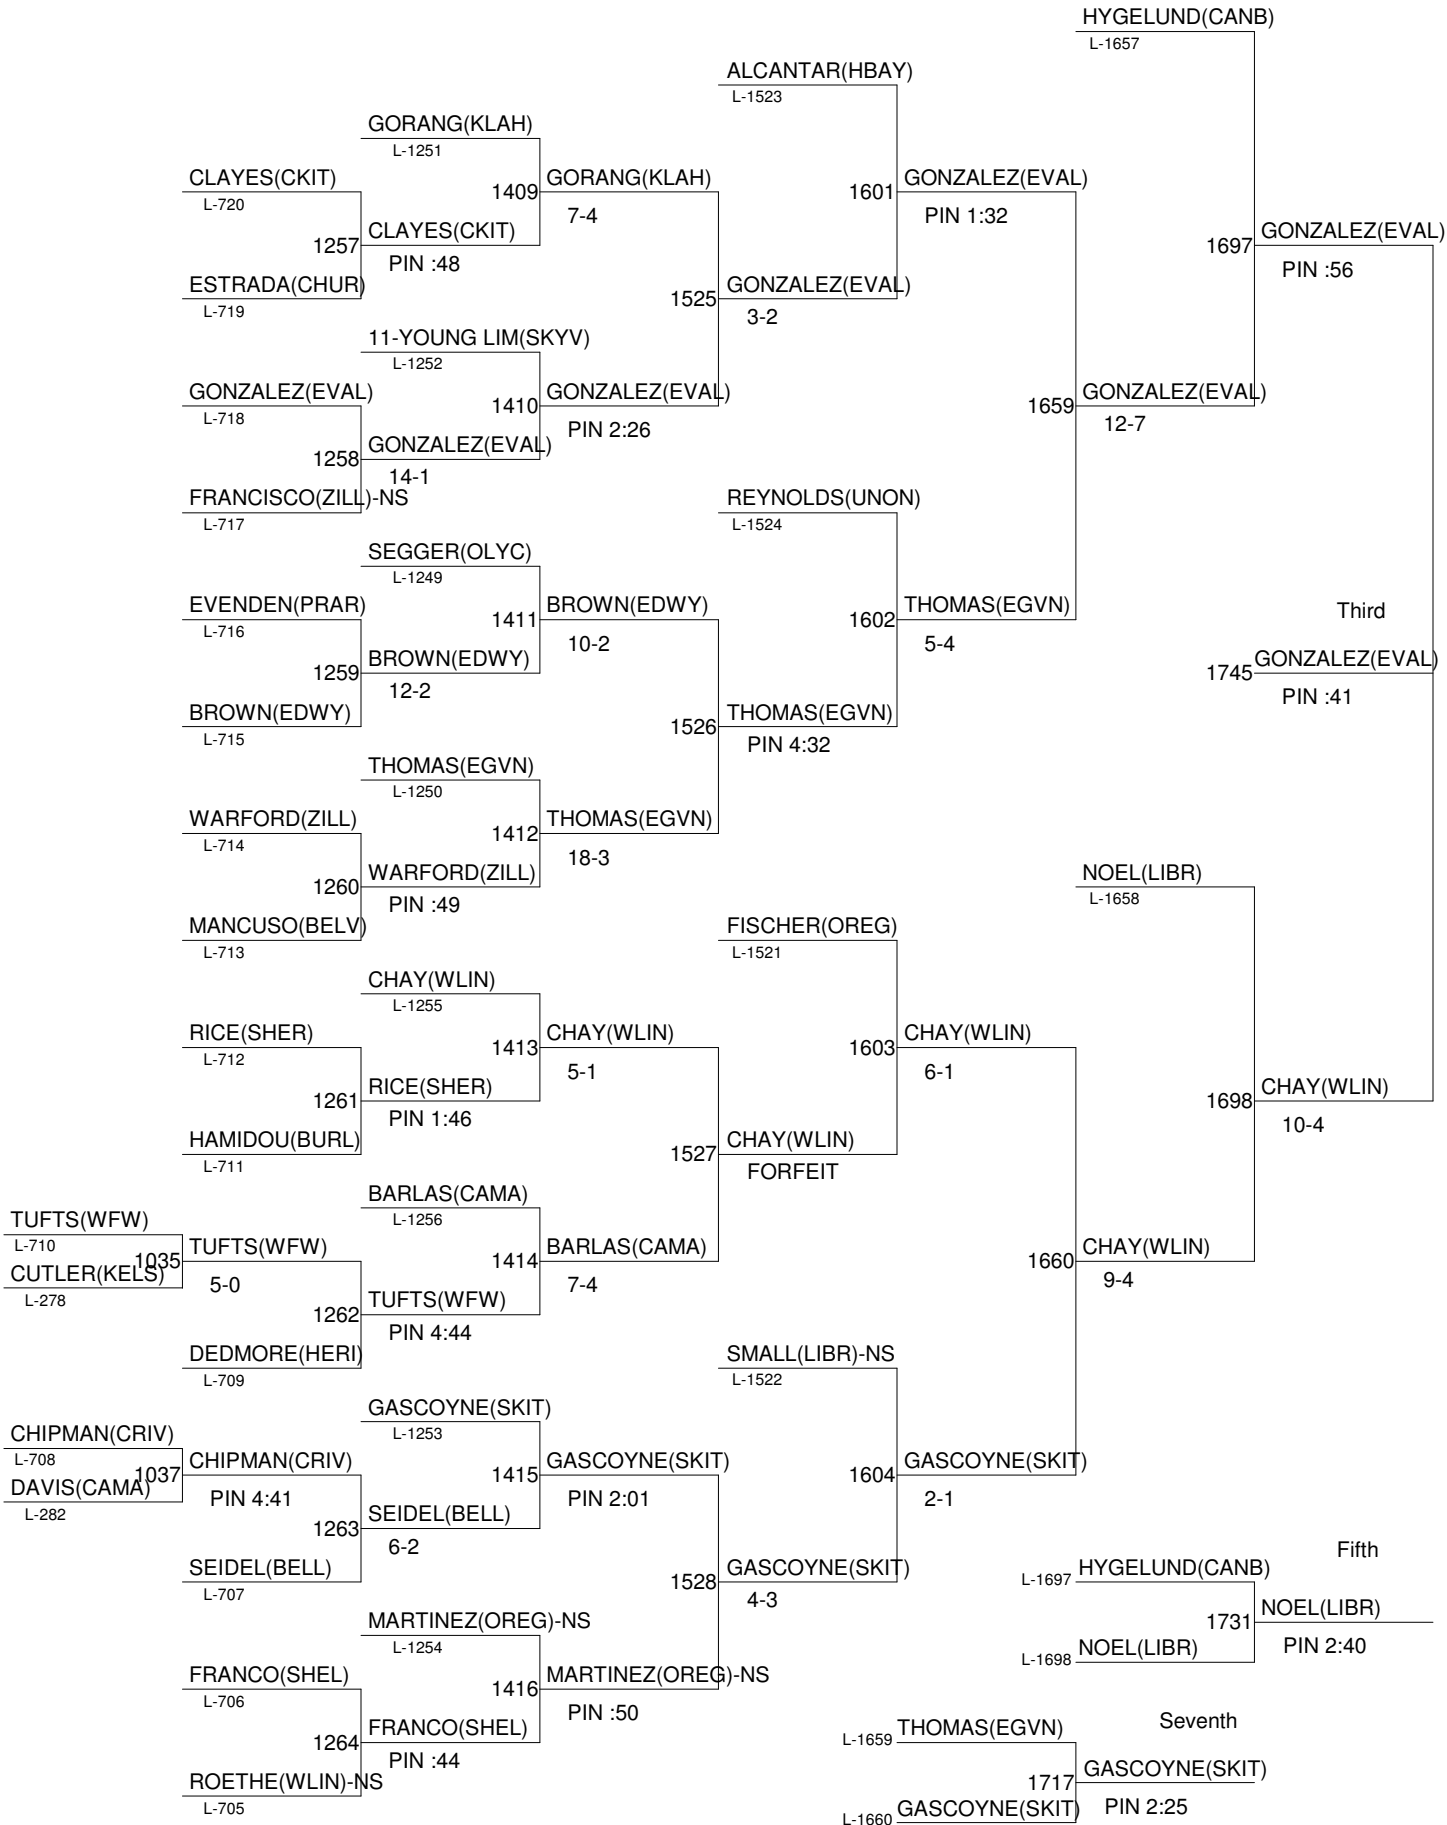 HYGELUND(CANB)
L-1657
ALCANTAR(HBAY)
L-1523
GORANG(KLAH)
L-1251
CLAYES(CKIT)
L-720
1409 GORANG(KLAH)
7-4
1601 GONZALEZ(EVAL)
PIN 1:32
1257 CLAYES(CKIT)
PIN :48
1697 GONZALEZ(EVAL)
PIN :56
ESTRADA(CHUR)
L-719
1525 GONZALEZ(EVAL)
3-2
11-YOUNG LIM(SKYV)
L-1252
GONZALEZ(EVAL)
L-718
1410 GONZALEZ(EVAL)
PIN 2:26
1659 GONZALEZ(EVAL)
12-7
1258 GONZALEZ(EVAL)
14-1
FRANCISCO(ZILL)-NS
L-717
REYNOLDS(UNON)
L-1524
SEGGER(OLYC)
L-1249
EVENDEN(PRAR)
L-716
1411 BROWN(EDWY)
10-2
1602 THOMAS(EGVN)
5-4
Third
1259 BROWN(EDWY)
12-2
1745 GONZALEZ(EVAL)
PIN :41
BROWN(EDWY)
L-715
1526 THOMAS(EGVN)
PIN 4:32
THOMAS(EGVN)
L-1250
WARFORD(ZILL)
L-714
1412 THOMAS(EGVN)
18-3
1260 WARFORD(ZILL)
PIN :49
NOEL(LIBR)
L-1658
MANCUSO(BELV)
L-713
FISCHER(OREG)
L-1521
CHAY(WLIN)
L-1255
RICE(SHER)
L-712
1413 CHAY(WLIN)
5-1
1603 CHAY(WLIN)
6-1
1261 RICE(SHER)
PIN 1:46
1698 CHAY(WLIN)
10-4
HAMIDOU(BURL)
L-711
1527 CHAY(WLIN)
FORFEIT
BARLAS(CAMA)
L-1256
TUFTS(WFW)
L-710
1035 TUFTS(WFW)
5-0
1414 BARLAS(CAMA)
7-4
1660 CHAY(WLIN)
9-4
CUTLER(KELS)
L-278
1262 TUFTS(WFW)
PIN 4:44
DEDMORE(HERI)
L-709
SMALL(LIBR)-NS
L-1522
GASCOYNE(SKIT)
L-1253
CHIPMAN(CRIV)
L-708
1037 CHIPMAN(CRIV)
PIN 4:41
1415 GASCOYNE(SKIT)
PIN 2:01
1604 GASCOYNE(SKIT)
2-1
DAVIS(CAMA)
L-282
1263 SEIDEL(BELL)
6-2
SEIDEL(BELL)
L-707
1528 GASCOYNE(SKIT)
4-3
Fifth
L-1697 HYGELUND(CANB)
1731 NOEL(LIBR)
PIN 2:40
L-1698 NOEL(LIBR)
MARTINEZ(OREG)-NS
L-1254
FRANCO(SHEL)
L-706
1416 MARTINEZ(OREG)-NS
PIN :50
1264 FRANCO(SHEL)
PIN :44
ROETHE(WLIN)-NS
L-705
Seventh
L-1659 THOMAS(EGVN)
1717 GASCOYNE(SKIT)
PIN 2:25
L-1660 GASCOYNE(SKIT)